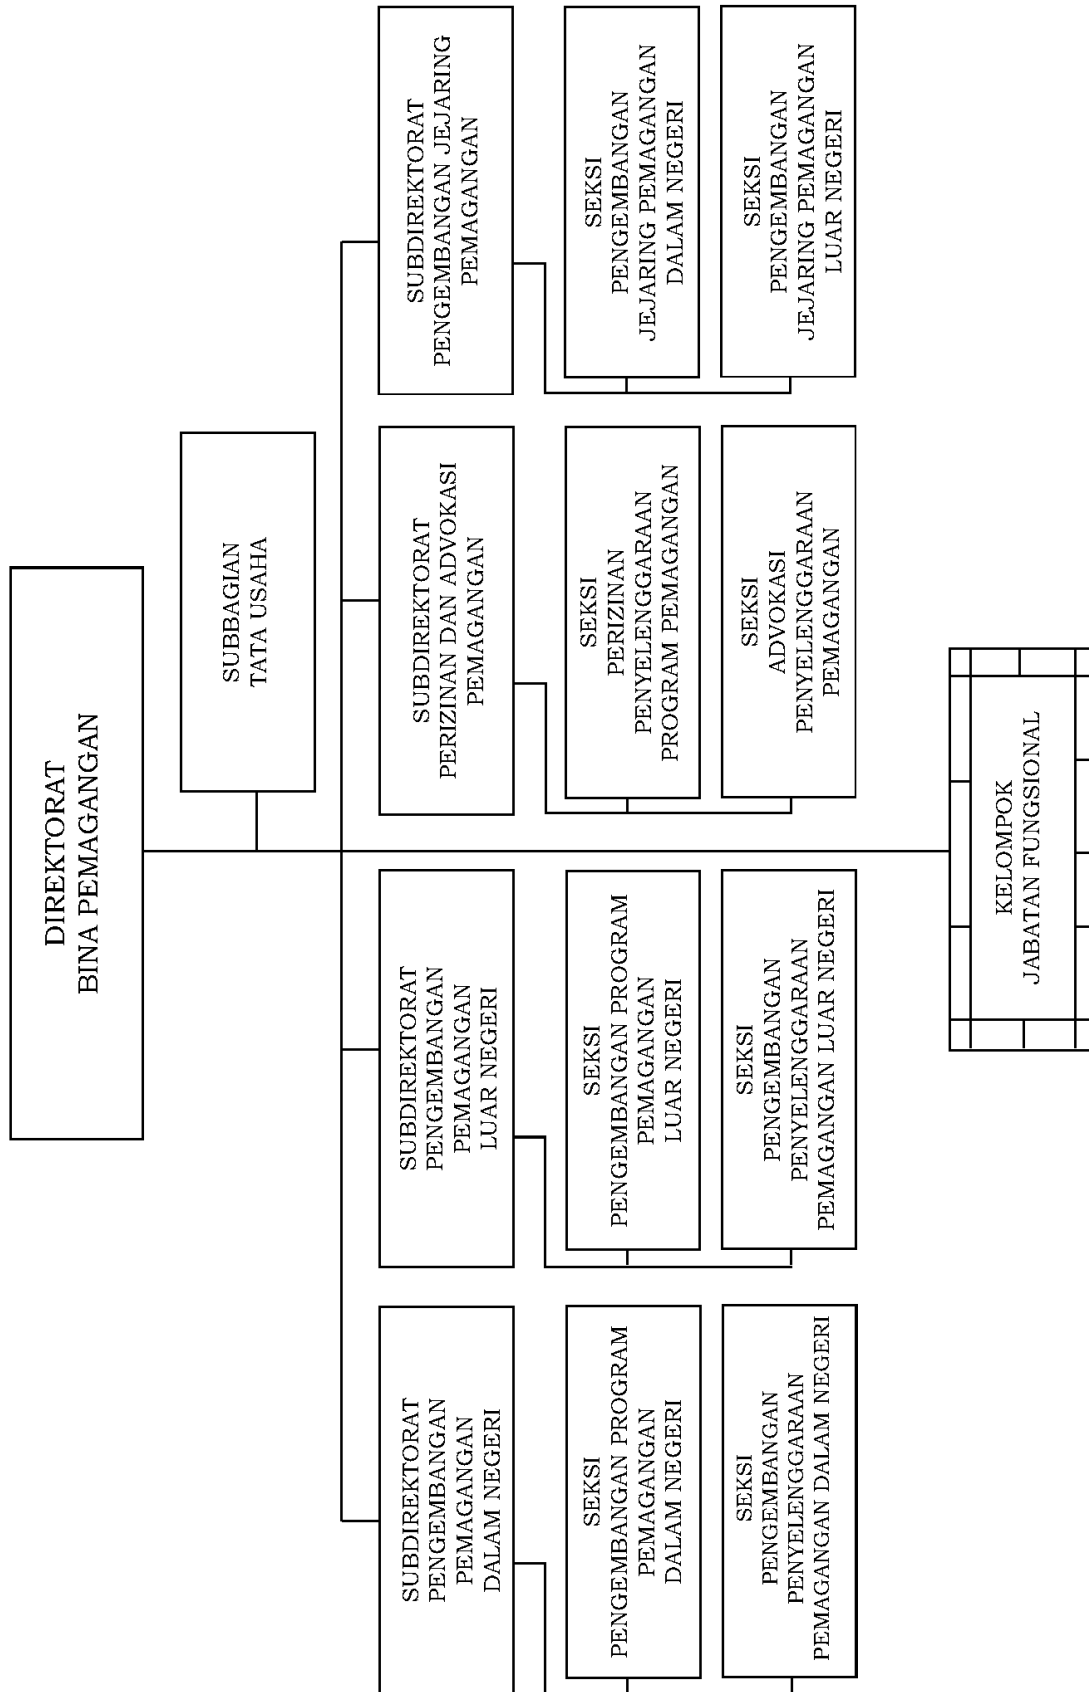 DIREKTORAT
BINA PEMAGANGAN
SUBBAGIAN
TATA USAHA
SUBDIREKTORAT
PENGEMBANGAN
PEMAGANGAN
DALAM NEGERI
SUBDIREKTORAT
PENGEMBANGAN
PEMAGANGAN
LUAR NEGERI
SUBDIREKTORAT
PERIZINAN DAN ADVOKASI
PEMAGANGAN
SUBDIREKTORAT
PENGEMBANGAN JEJARING
PEMAGANGAN
SEKSI
PENGEMBANGAN PROGRAM
PEMAGANGAN
DALAM NEGERI
SEKSI
PENGEMBANGAN PROGRAM
PEMAGANGAN
LUAR NEGERI
SEKSI
PERIZINAN
PENYELENGGARAAN
PROGRAM PEMAGANGAN
SEKSI
PENGEMBANGAN
JEJARING PEMAGANGAN
DALAM NEGERI
SEKSI
PENGEMBANGAN
PENYELENGGARAAN
PEMAGANGAN DALAM NEGERI
SEKSI
PENGEMBANGAN
PENYELENGGARAAN
PEMAGANGAN LUAR NEGERI
SEKSI
ADVOKASI
PENYELENGGARAAN
PEMAGANGAN
SEKSI
PENGEMBANGAN
JEJARING PEMAGANGAN
LUAR NEGERI
KELOMPOK
JABATAN FUNGSIONAL